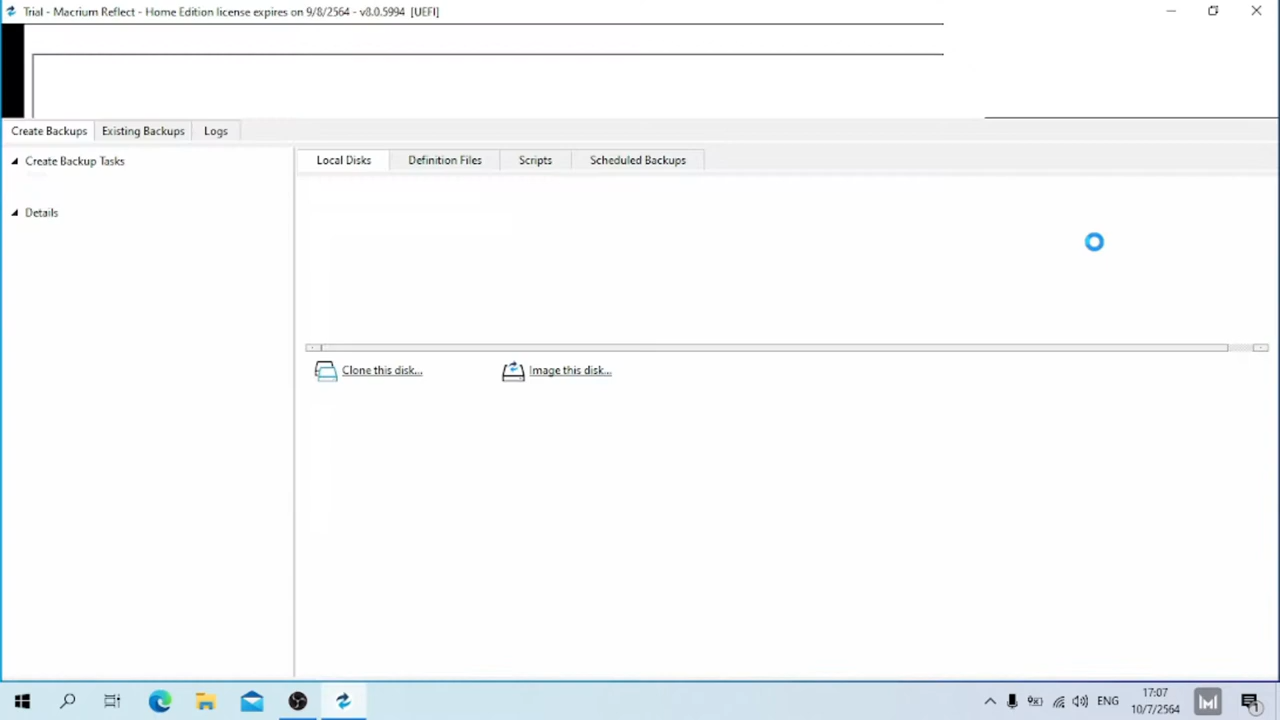 Trial - Macrium Reflect - Home Edition license expires on 9/8/2564 - v8.0.5994 [UEFI]
Create Backups Existing Backups Logs
Create Backup Tasks
Local Disks Definition Files Scripts Scheduled Backups
Details
Clone this disk... Image this disk...
ENG
17:07
10/7/2564
1